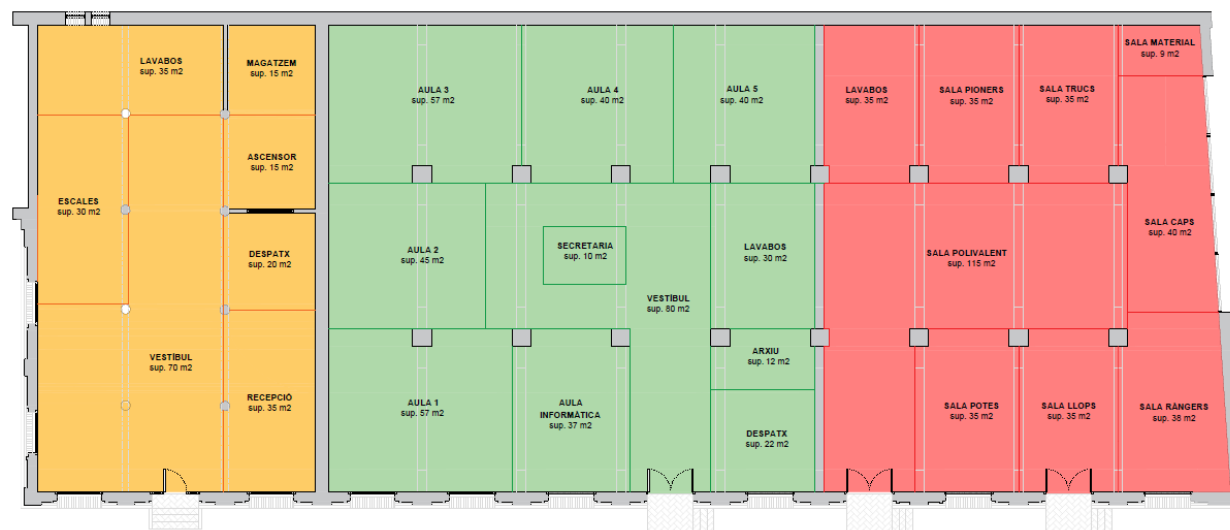 LAVABOS
sup. 35 m2
MAGATZEM
sup. 15 m2
ASCENSOR
sup. 15 m2
ESCALES
sup. 30 m2
DESPATX
sup. 20 m2
VESTÍBUL
sup. 70 m2
RECEPCIÓ
sup. 35 m2
AULA 3
sup. 57 m2
AULA 4
sup. 40 m2
AULA 5
sup. 40 m2
AULA 2
sup. 45 m2
SECRETARIA
sup. 10 m2
LAVABOS
sup. 30 m2
VESTÍBUL
sup. 80 m2
ARXIU
sup. 12 m2
AULA 1
sup. 57 m2
AULA
INFORMÀTICA
sup. 37 m2
DESPATX
sup. 22 m2
LAVABOS
sup. 35 m2
SALA PIONERS
sup. 35 m2
SALA TRUCS
sup. 35 m2
SALA MATERIAL
sup. 9 m2
SALA CAPS
sup. 40 m2
SALA POLIVALENT
sup. 115 m2
SALA POTES
sup. 35 m2
SALA LLOPS
sup. 35 m2
SALA RÀNGERS
sup. 38 m2